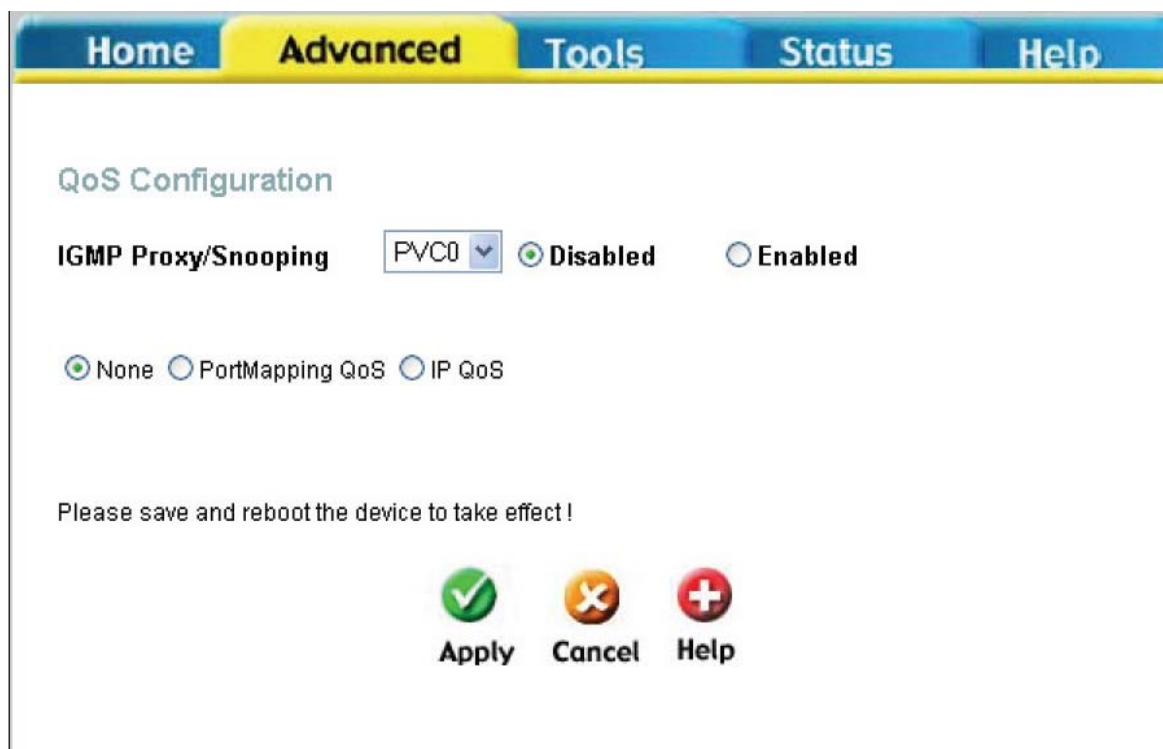 Home Advanced Tools Status Help
QoS Configuration
IGMP Proxy/Snooping PVC0 Disabled Enabled
None PortMapping QoS IP QoS
Please save and reboot the device to take effect !
Apply Cancel Help